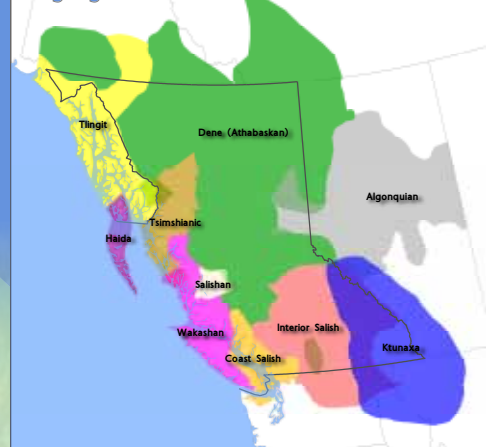 Tlingit
Dene (Athabaskan)
Algonquian
Tsimshianic
Haida
Salishan
Interior Salish
Wakashan
Ktunaxa
Coast Salish